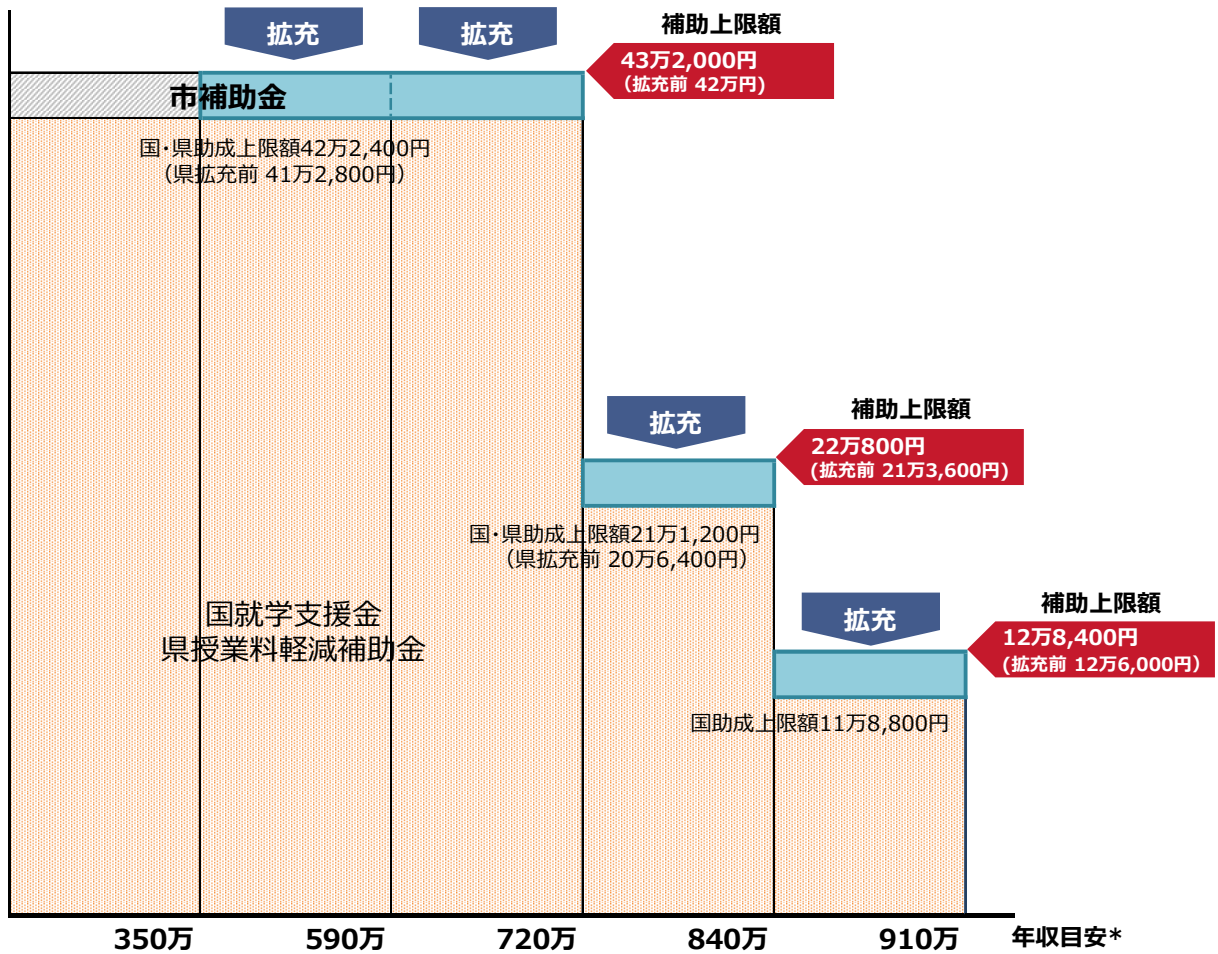 拡充
拡充
補助上限額
43万2,000円
（拡充前 42万円）
市補助金
国・県助成上限額42万2,400円
（県拡充前 41万2,800円）
拡充
補助上限額
22万800円
(拡充前 21万3,600円)
国・県助成上限額21万1,200円
（県拡充前 20万6,400円）
国就学支援金
県授業料軽減補助金
拡充
補助上限額
12万8,400円
(拡充前 12万6,000円）
国助成上限額11万8,800円
350万
590万
720万
840万
910万
年収目安*